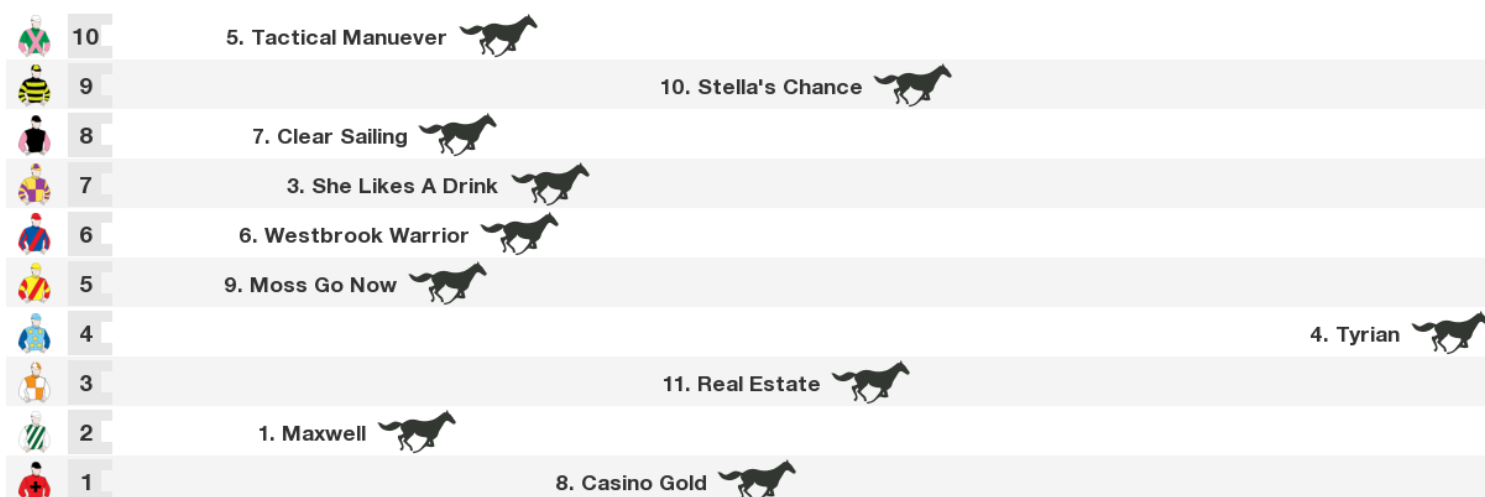 10 5. Tactical Manuever
9 10. Stella's Chance
8 7. Clear Sailing
7 3. She Likes A Drink
6 6. Westbrook Warrior
5 9. Moss Go Now
4 4. Tyrian
3 11. Real Estate
2 1. Maxwell
1 8. Casino Gold